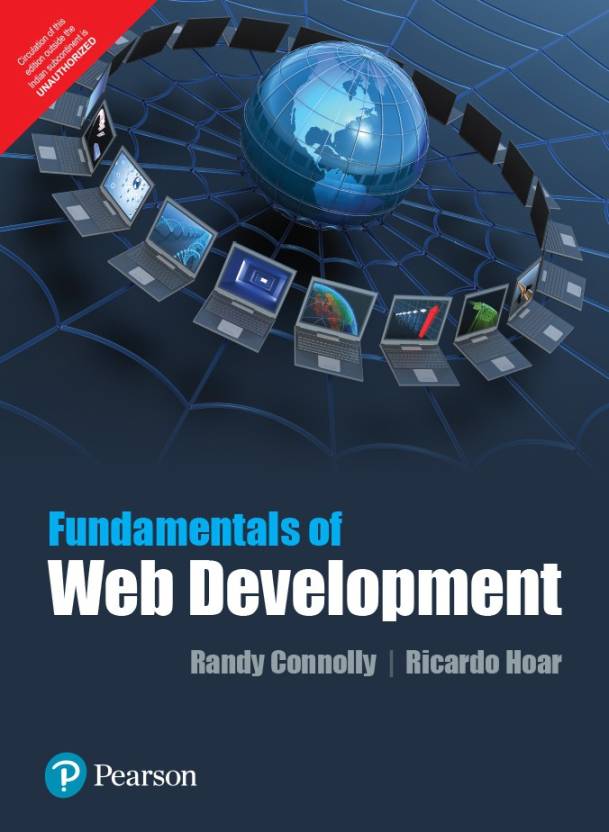 Circulation of this
edition outside the
Indian subcontinent is
UNAUTHORIZED
Fundamentals of
Web Development
Randy Connolly | Ricardo Hoar
P Pearson